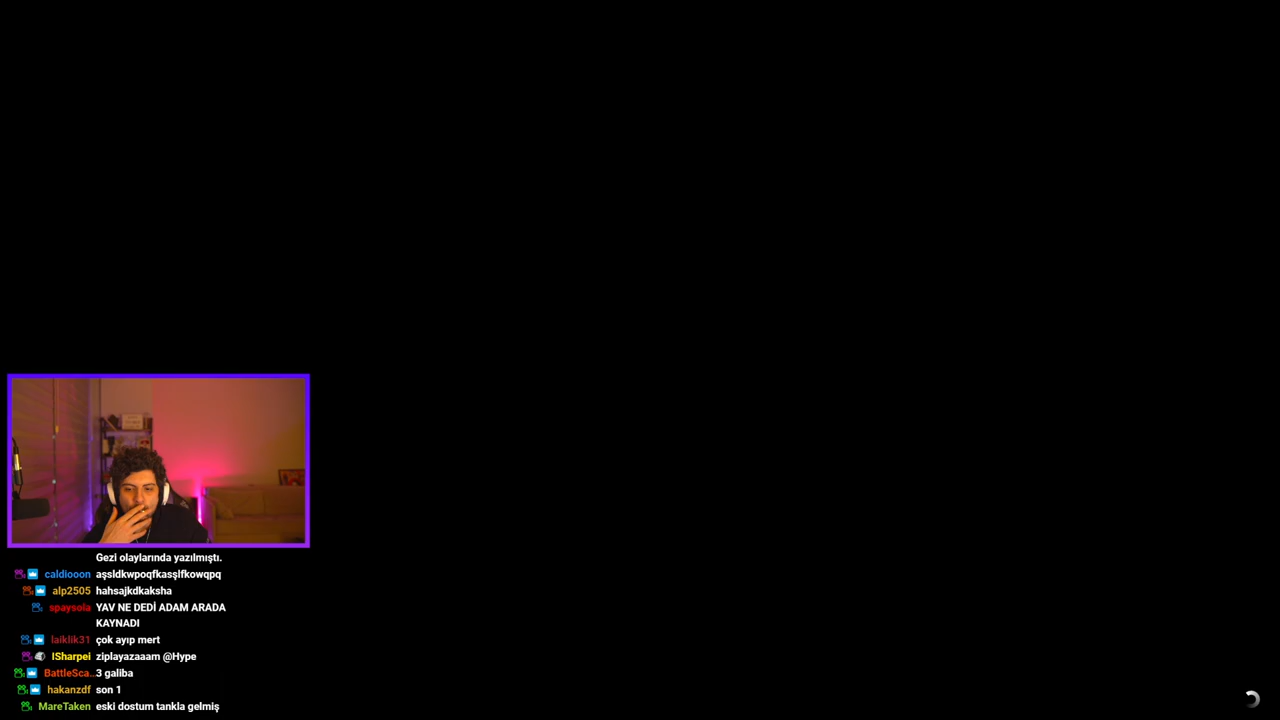 Gezi olaylarında yazılmıştı.
caldiooon aşsldkwpoqfkasşlfkowqpq
alp2505 hahsajkdkaksha
spaysola YAV NE DEDİ ADAM ARADA
KAYNADI
laiklik31 çok ayıp mert
ISharpei ziplayazaaam @Hype
BattleSca... 3 galiba
hakanzdf son 1
MareTaken eski dostum tankla gelmiş